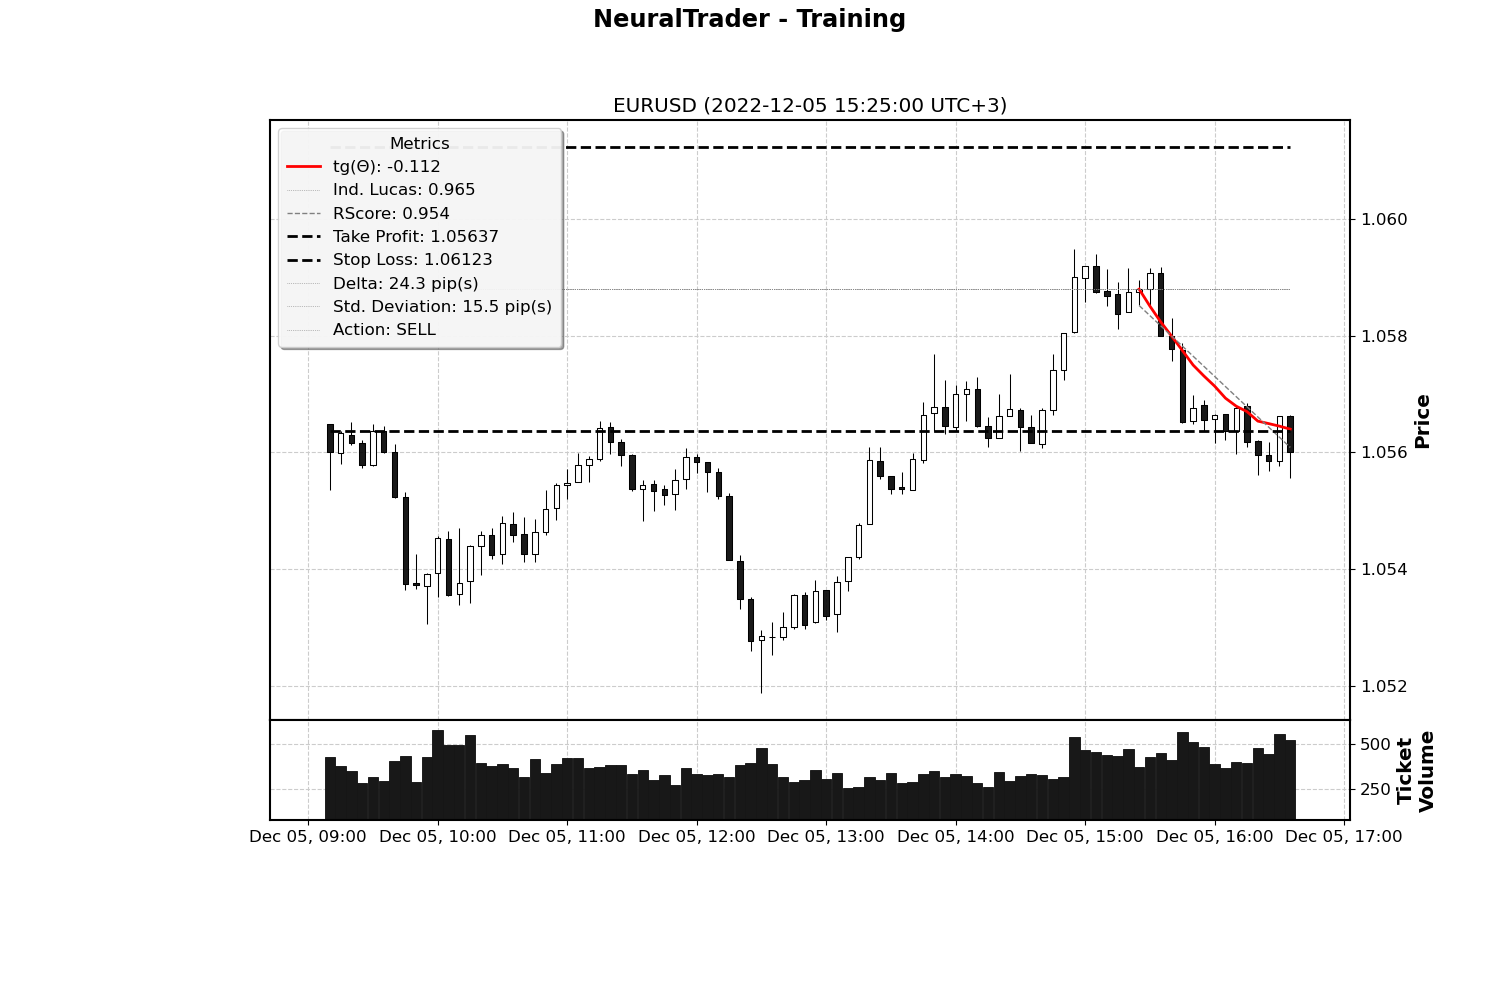 NeuralTrader - Training
EURUSD (2022-12-05 15:25:00 UTC+3)
Metrics
tg(Θ): -0.112
Ind. Lucas: 0.965
RScore: 0.954
Take Profit: 1.05637
Stop Loss: 1.06123
Delta: 24.3 pip(s)
Std. Deviation: 15.5 pip(s)
Action: SELL
1.060
1.058
1.056
1.054
1.052
Price
500
250
Ticket
Volume
Dec 05, 09:00 Dec 05, 10:00 Dec 05, 11:00 Dec 05, 12:00 Dec 05, 13:00 Dec 05, 14:00 Dec 05, 15:00 Dec 05, 16:00 Dec 05, 17:00